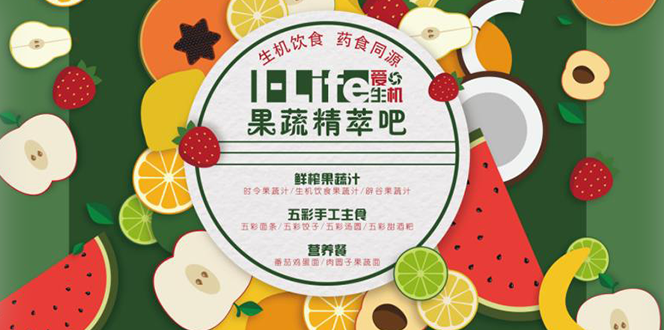 生机饮食 药食同源
I-Life爱生机
果蔬精萃吧
鲜榨果蔬汁
时令果蔬汁/生机饮食果蔬汁/辟谷果蔬汁
五彩手工主食
五彩面条/五彩饺子/五彩汤圆/五彩甜酒粑
营养餐
番茄鸡蛋面/肉圆子果蔬面